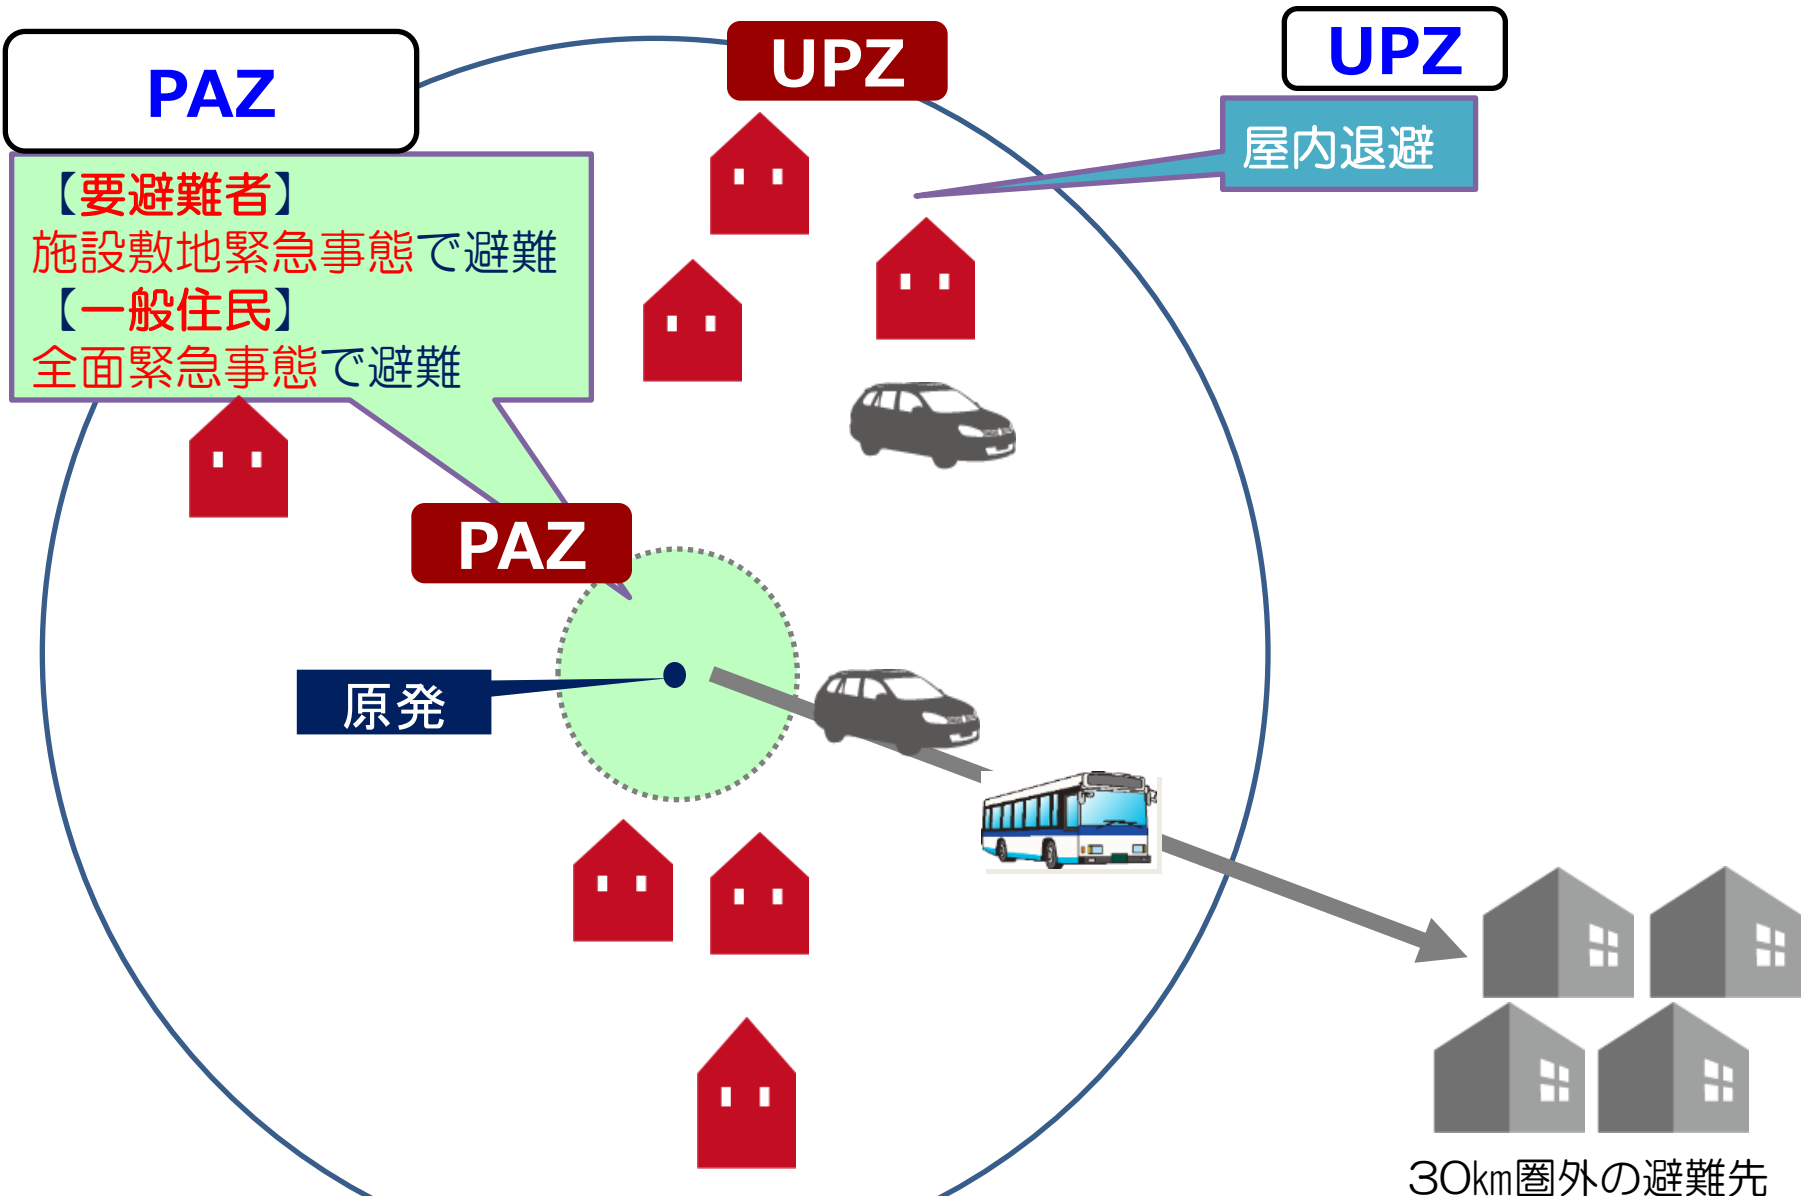 PAZ
【要避難者】
施設敷地緊急事態で避難
【一般住民】
全面緊急事態で避難
UPZ
UPZ
屋内退避
PAZ
原発
30km圏外の避難先